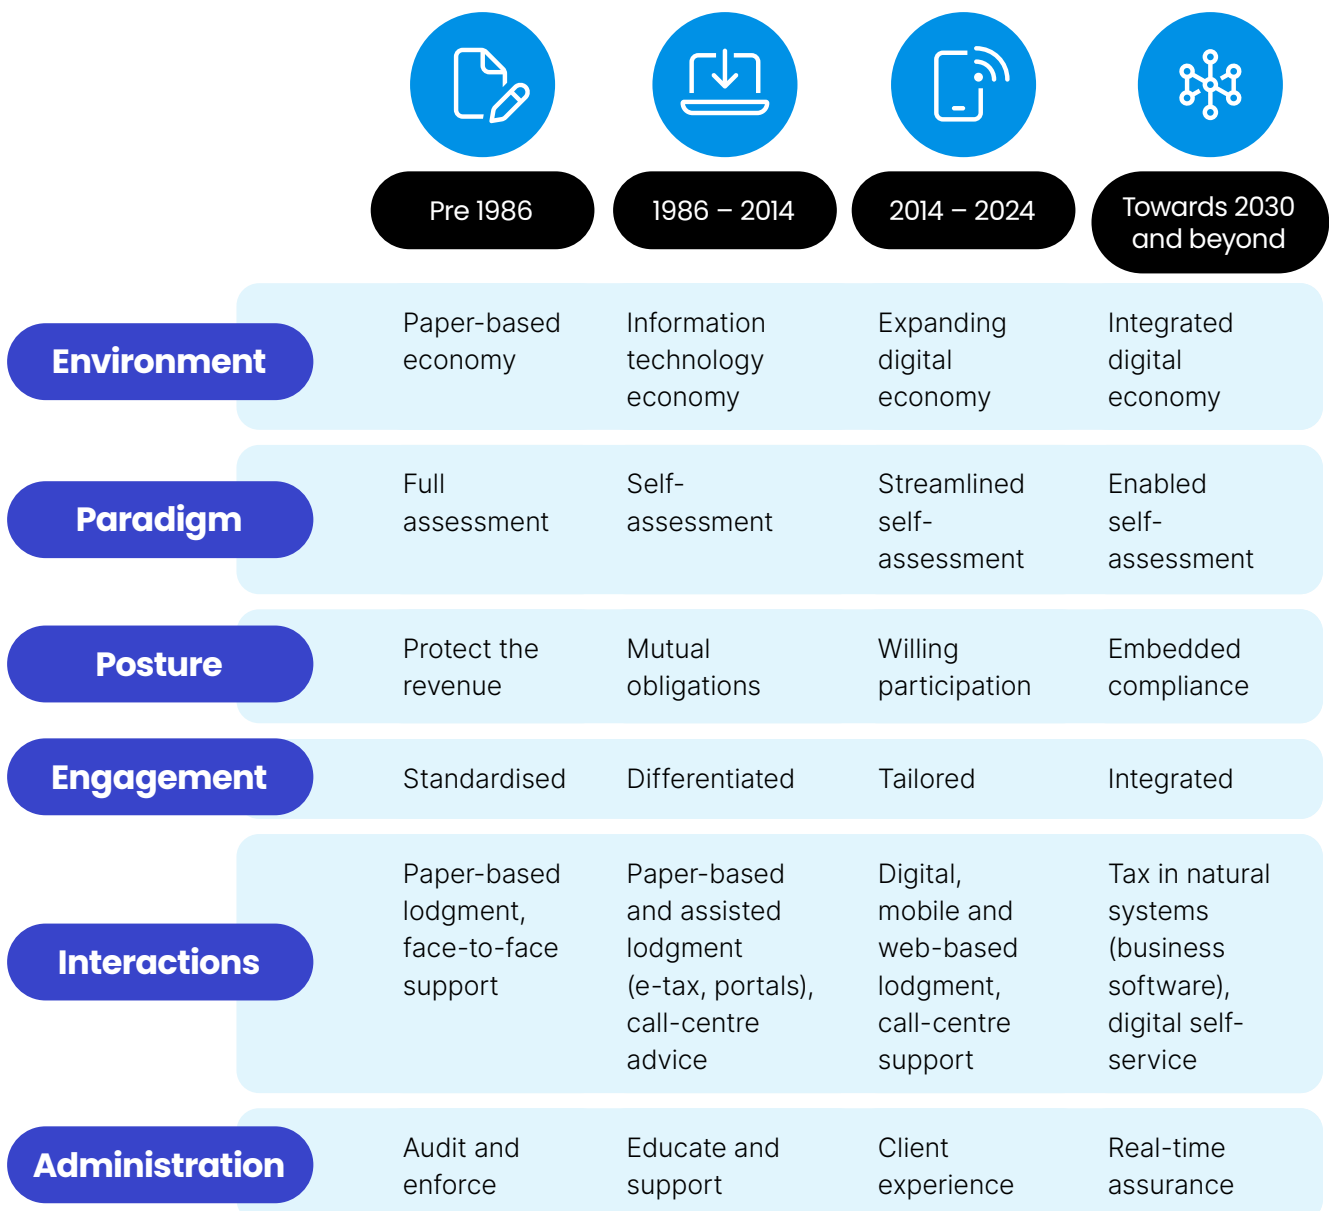 Pre 1986
1986 – 2014
2014 – 2024
Towards 2030
and beyond
Environment
Paper-based
economy
Information
technology
economy
Expanding
digital
economy
Integrated
digital
economy
Paradigm
Full
assessment
Self-
assessment
Streamlined
self-
assessment
Enabled
self-
assessment
Posture
Protect the
revenue
Mutual
obligations
Willing
participation
Embedded
compliance
Engagement
Standardised
Differentiated
Tailored
Integrated
Interactions
Paper-based
lodgment,
face-to-face
support
Paper-based
and assisted
lodgment
(e-tax, portals),
call-centre
advice
Digital,
mobile and
web-based
lodgment,
call-centre
support
Tax in natural
systems
(business
software),
digital self-
service
Administration
Audit and
enforce
Educate and
support
Client
experience
Real-time
assurance